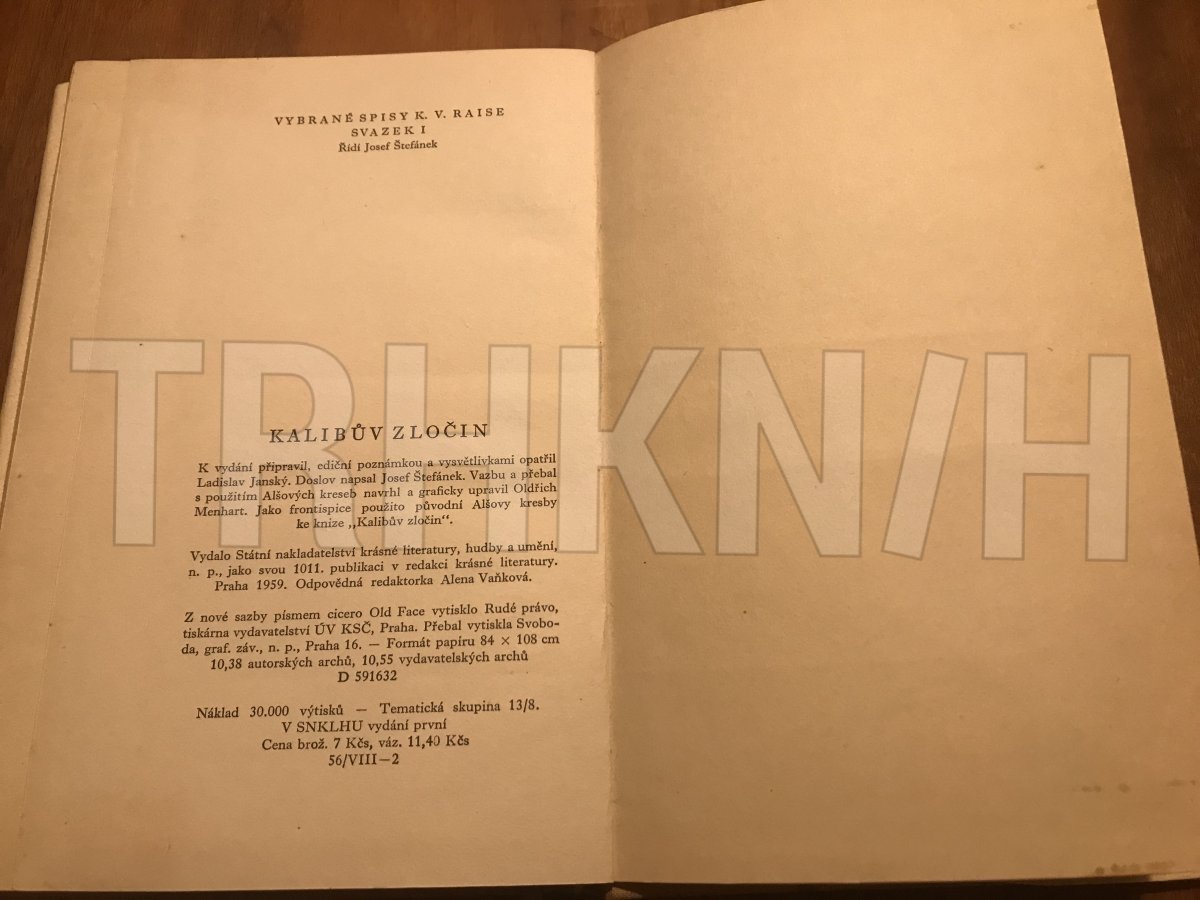 VYBRANÉ SPISY K. V. RAISE
SVAZEK I
Řídí Josef Štefánek
TRHKN/H
KALIBŮV ZLOČIN
K vydání připravil, ediční poznámkou a vysvětlivkami opatřil
Ladislav Janský. Doslov napsal Josef Štefánek. Vazbu a přebal
s použitím Alšových kreseb navrhl a graficky upravil Oldřich
Menhart. Jako frontispice použito původní Alšovy kresby
ke knize „Kalibův zločin“.
Vydalo Státní nakladatelství krásné literatury, hudby a umění,
n. p., jako svou 1011. publikaci v redakci krásné literatury.
Praha 1959. Odpovědná redaktorka Alena Vaňková.
Z nové sazby písmem cicero Old Face vytisklo Rudé právo,
tiskárna vydavatelství ÚV KSČ, Praha. Přebal vytiskla Svobo-
da, graf. záv., n. p., Praha 16. — Formát papíru 84 × 108 cm
10,38 autorských archů, 10,55 vydavatelských archů
D 591632
Náklad 30.000 výtisků — Tematická skupina 13/8.
V SNKLHU vydání první
Cena brož. 7 Kčs, váz. 11,40 Kčs
56/VIII—2